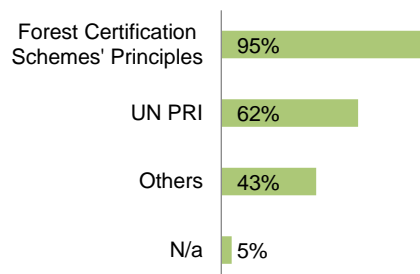 Forest Certification
Schemes' Principles
95%
UN PRI
62%
Others
43%
N/a
5%